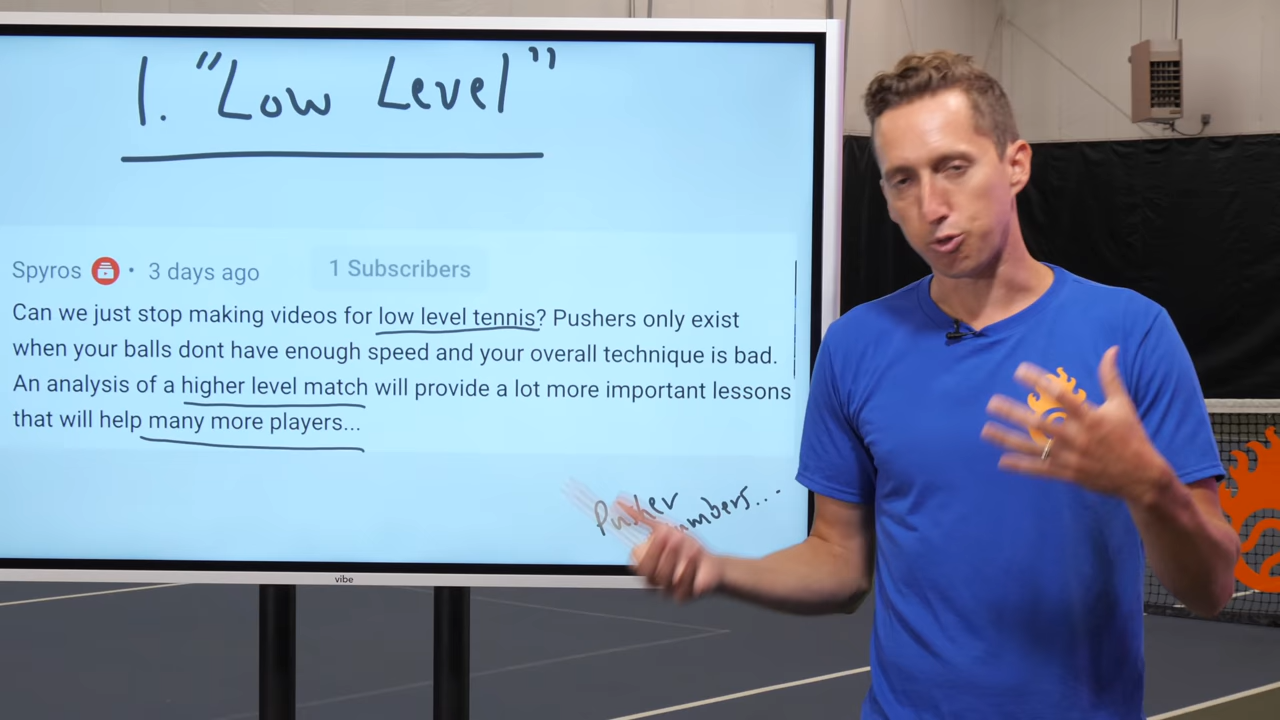 1. "Low Level"
Spyros • 3 days ago 1 Subscribers
Can we just stop making videos for low level tennis? Pushers only exist
when your balls dont have enough speed and your overall technique is bad.
An analysis of a higher level match will provide a lot more important lessons
that will help many more players...
Pusher
vibe